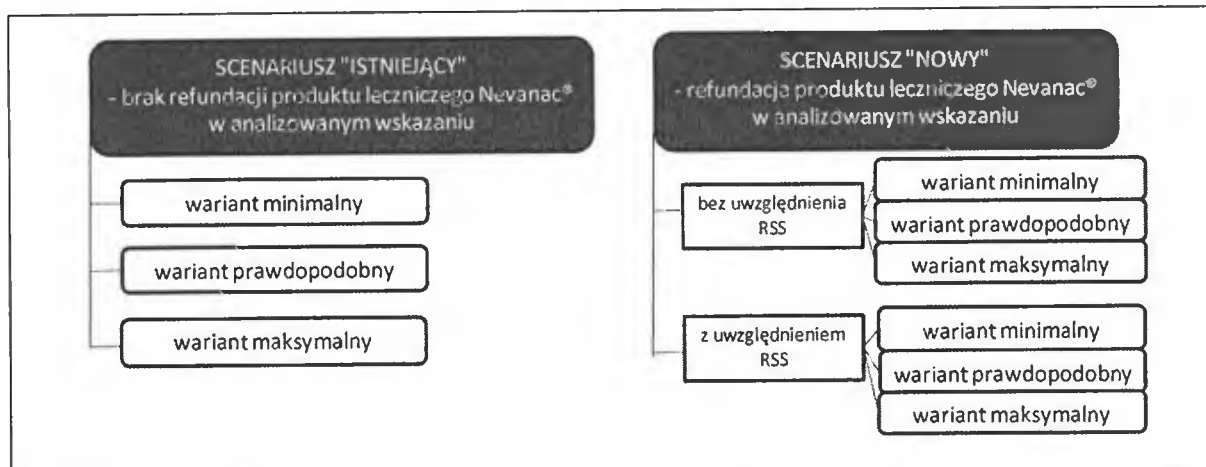 SCENARIUSZ "ISTNIEJĄCY"
- brak refundacji produktu leczniczego Nevanac®
w analizowanym wskazaniu
wariant minimalny
wariant prawdopodobny
wariant maksymalny
SCENARIUSZ "NOWY"
- refundacja produktu leczniczego Nevanac®
w analizowanym wskazaniu
bez uwzględnienia
RSS
wariant minimalny
wariant prawdopodobny
wariant maksymalny
z uwzględnieniem
RSS
wariant minimalny
wariant prawdopodobny
wariant maksymalny